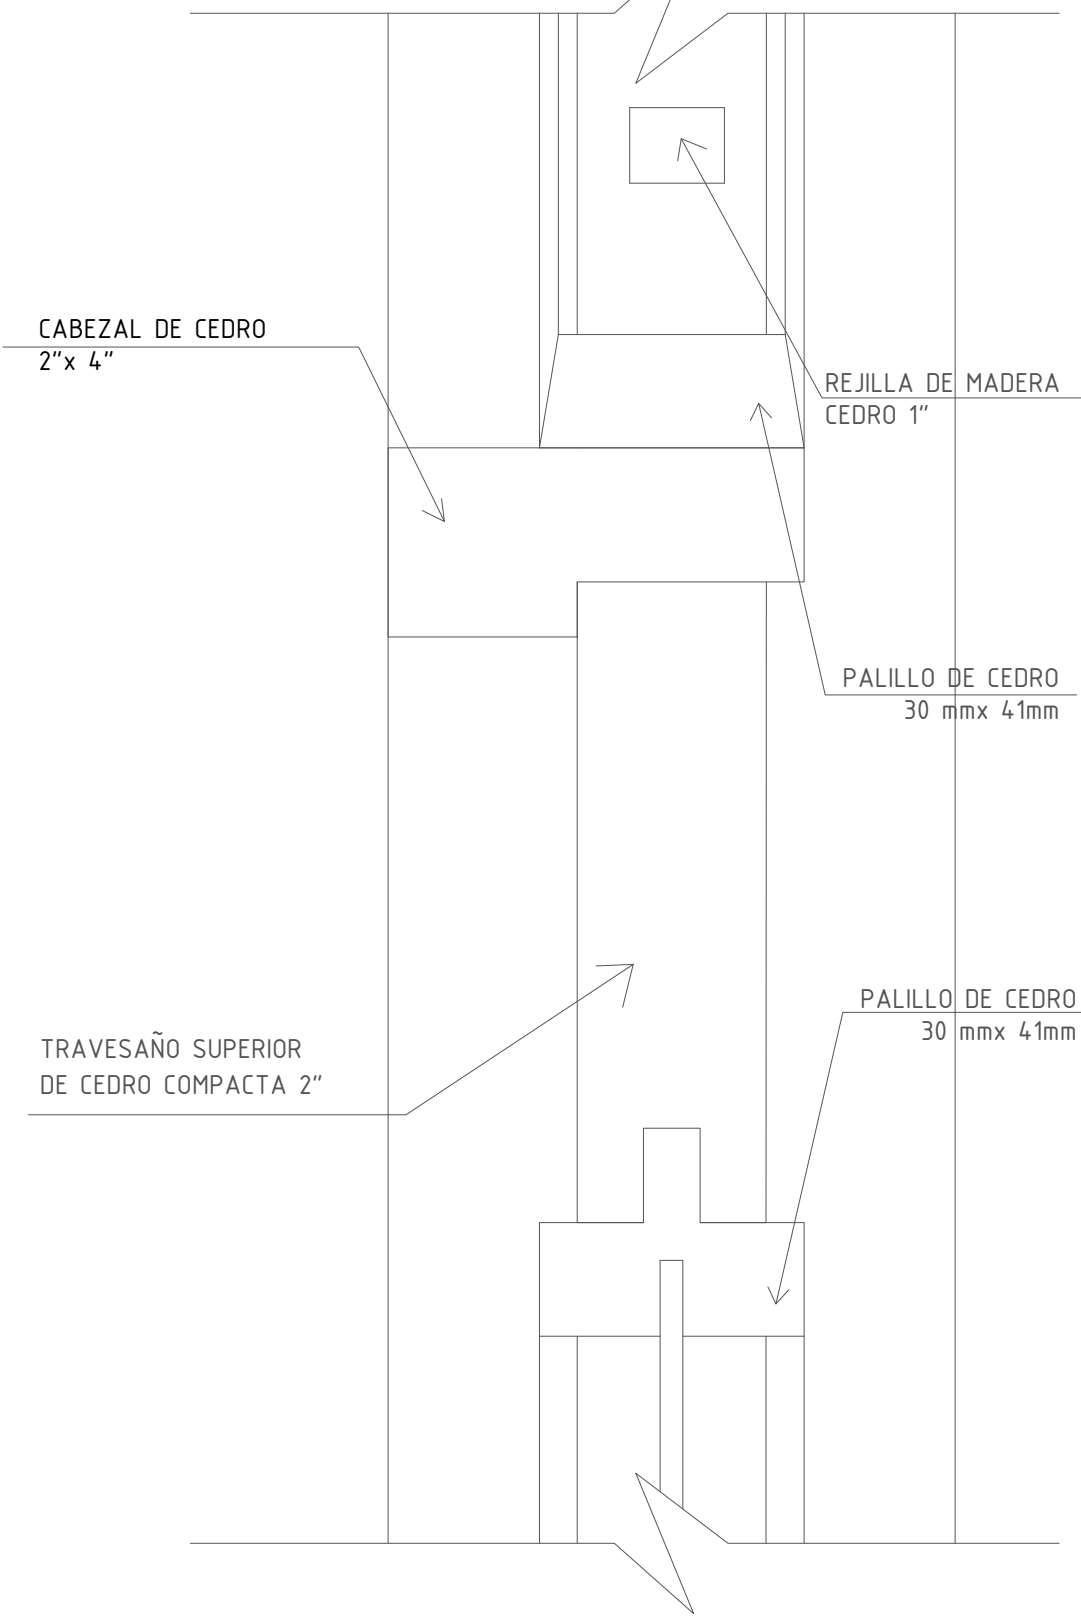 CABEZAL DE CEDRO
2"x 4"
REJILLA DE MADERA
CEDRO 1"
PALILLO DE CEDRO
30 mmx 41mm
PALILLO DE CEDRO
30 mmx 41mm
TRAVESAÑO SUPERIOR
DE CEDRO COMPACTA 2"